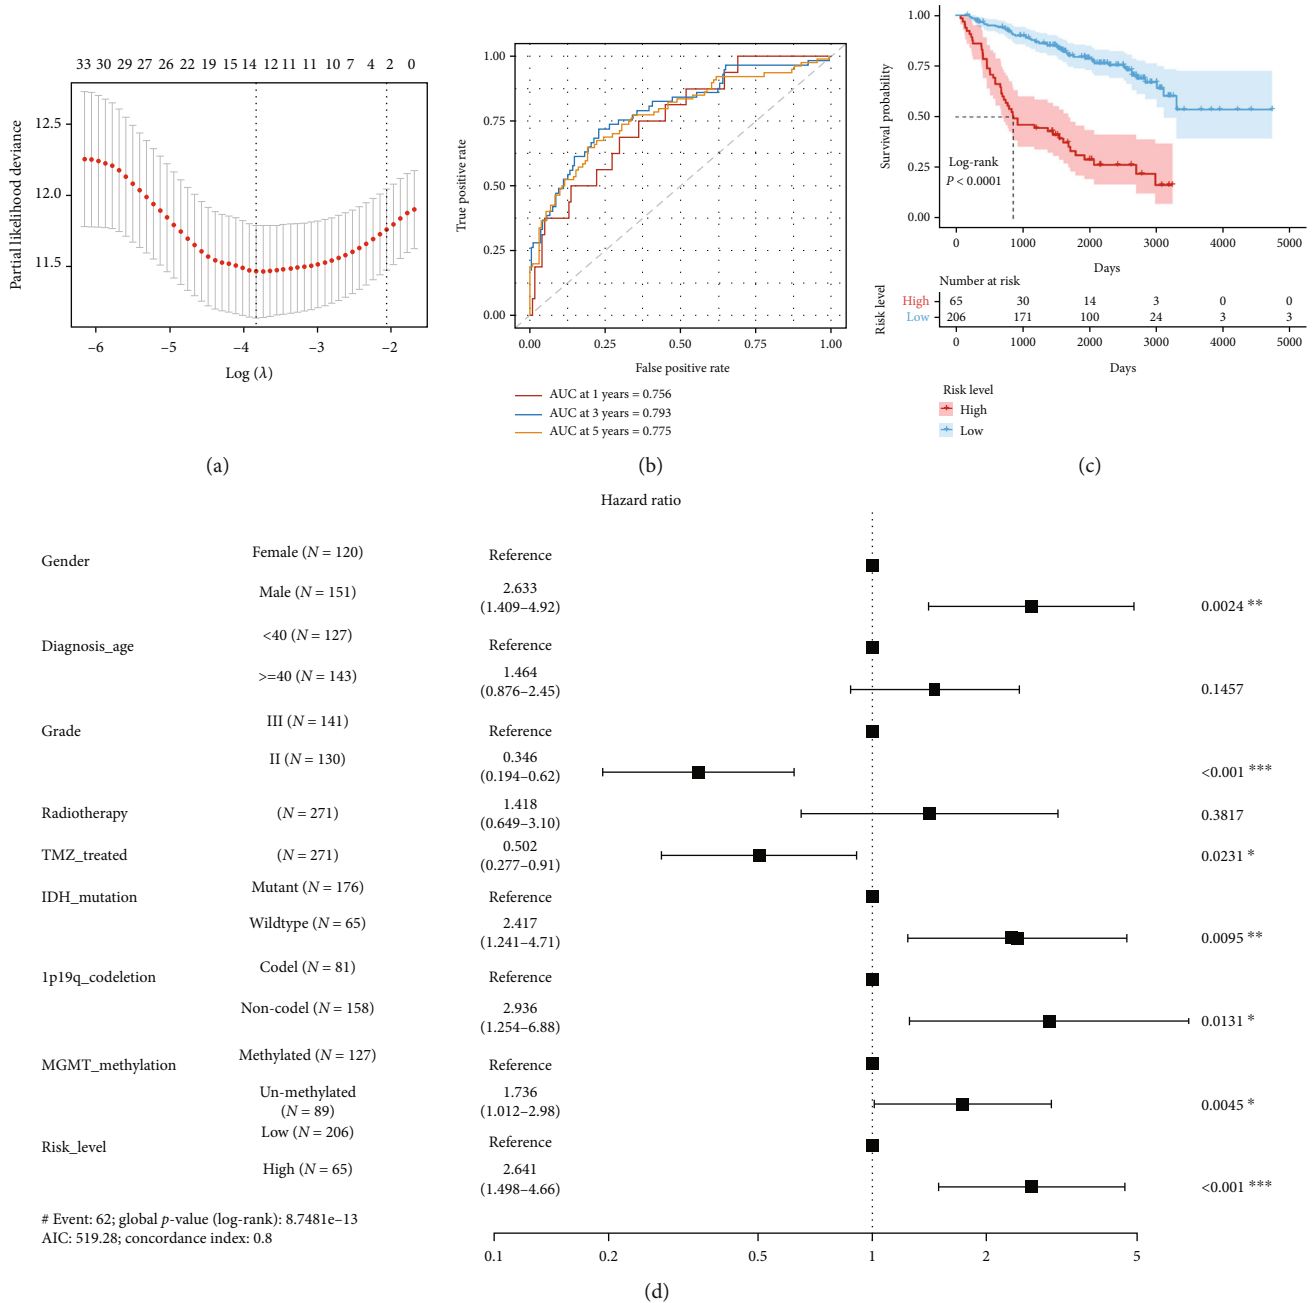 33 30 29 27 26 22 19 15 14 12 11 11 10 7 4 2 0
12.5
12.0
11.5
Partial likelihood deviance
–6 –5 –4 –3 –2
Log (λ)
(a)
1.00
0.75
0.50
0.25
0.00
True positive rate
0.00 0.25 0.50 0.75 1.00
False positive rate
AUC at 1 years = 0.756
AUC at 3 years = 0.793
AUC at 5 years = 0.775
(b)
1.00
0.75
0.50
0.25
0.00
Survival probability
Log-rank
P < 0.0001
0 1000 2000 3000 4000 5000
Days
Number at risk
Risk level
High 65 30 14 3 0 0
Low 206 171 100 24 3 3
0 1000 2000 3000 4000 5000
Days
Risk level
High
Low
(c)
Hazard ratio
Gender Female (N = 120) Reference
Male (N = 151) 2.633 (1.409–4.92) 0.0024 **
Diagnosis_age <40 (N = 127) Reference
>=40 (N = 143) 1.464 (0.876–2.45) 0.1457
Grade III (N = 141) Reference
II (N = 130) 0.346 (0.194–0.62) <0.001 ***
Radiotherapy (N = 271) 1.418 (0.649–3.10) 0.3817
TMZ_treated (N = 271) 0.502 (0.277–0.91) 0.0231 *
IDH_mutation Mutant (N = 176) Reference
Wildtype (N = 65) 2.417 (1.241–4.71) 0.0095 **
1p19q_codeletion Codel (N = 81) Reference
Non-codel (N = 158) 2.936 (1.254–6.88) 0.0131 *
MGMT_methylation Methylated (N = 127) Reference
Un-methylated (N = 89) 1.736 (1.012–2.98) 0.0045 *
Risk_level Low (N = 206) Reference
High (N = 65) 2.641 (1.498–4.66) <0.001 ***
# Event: 62; global p-value (log-rank): 8.7481e–13
AIC: 519.28; concordance index: 0.8
0.1 0.2 0.5 1 2 5
(d)